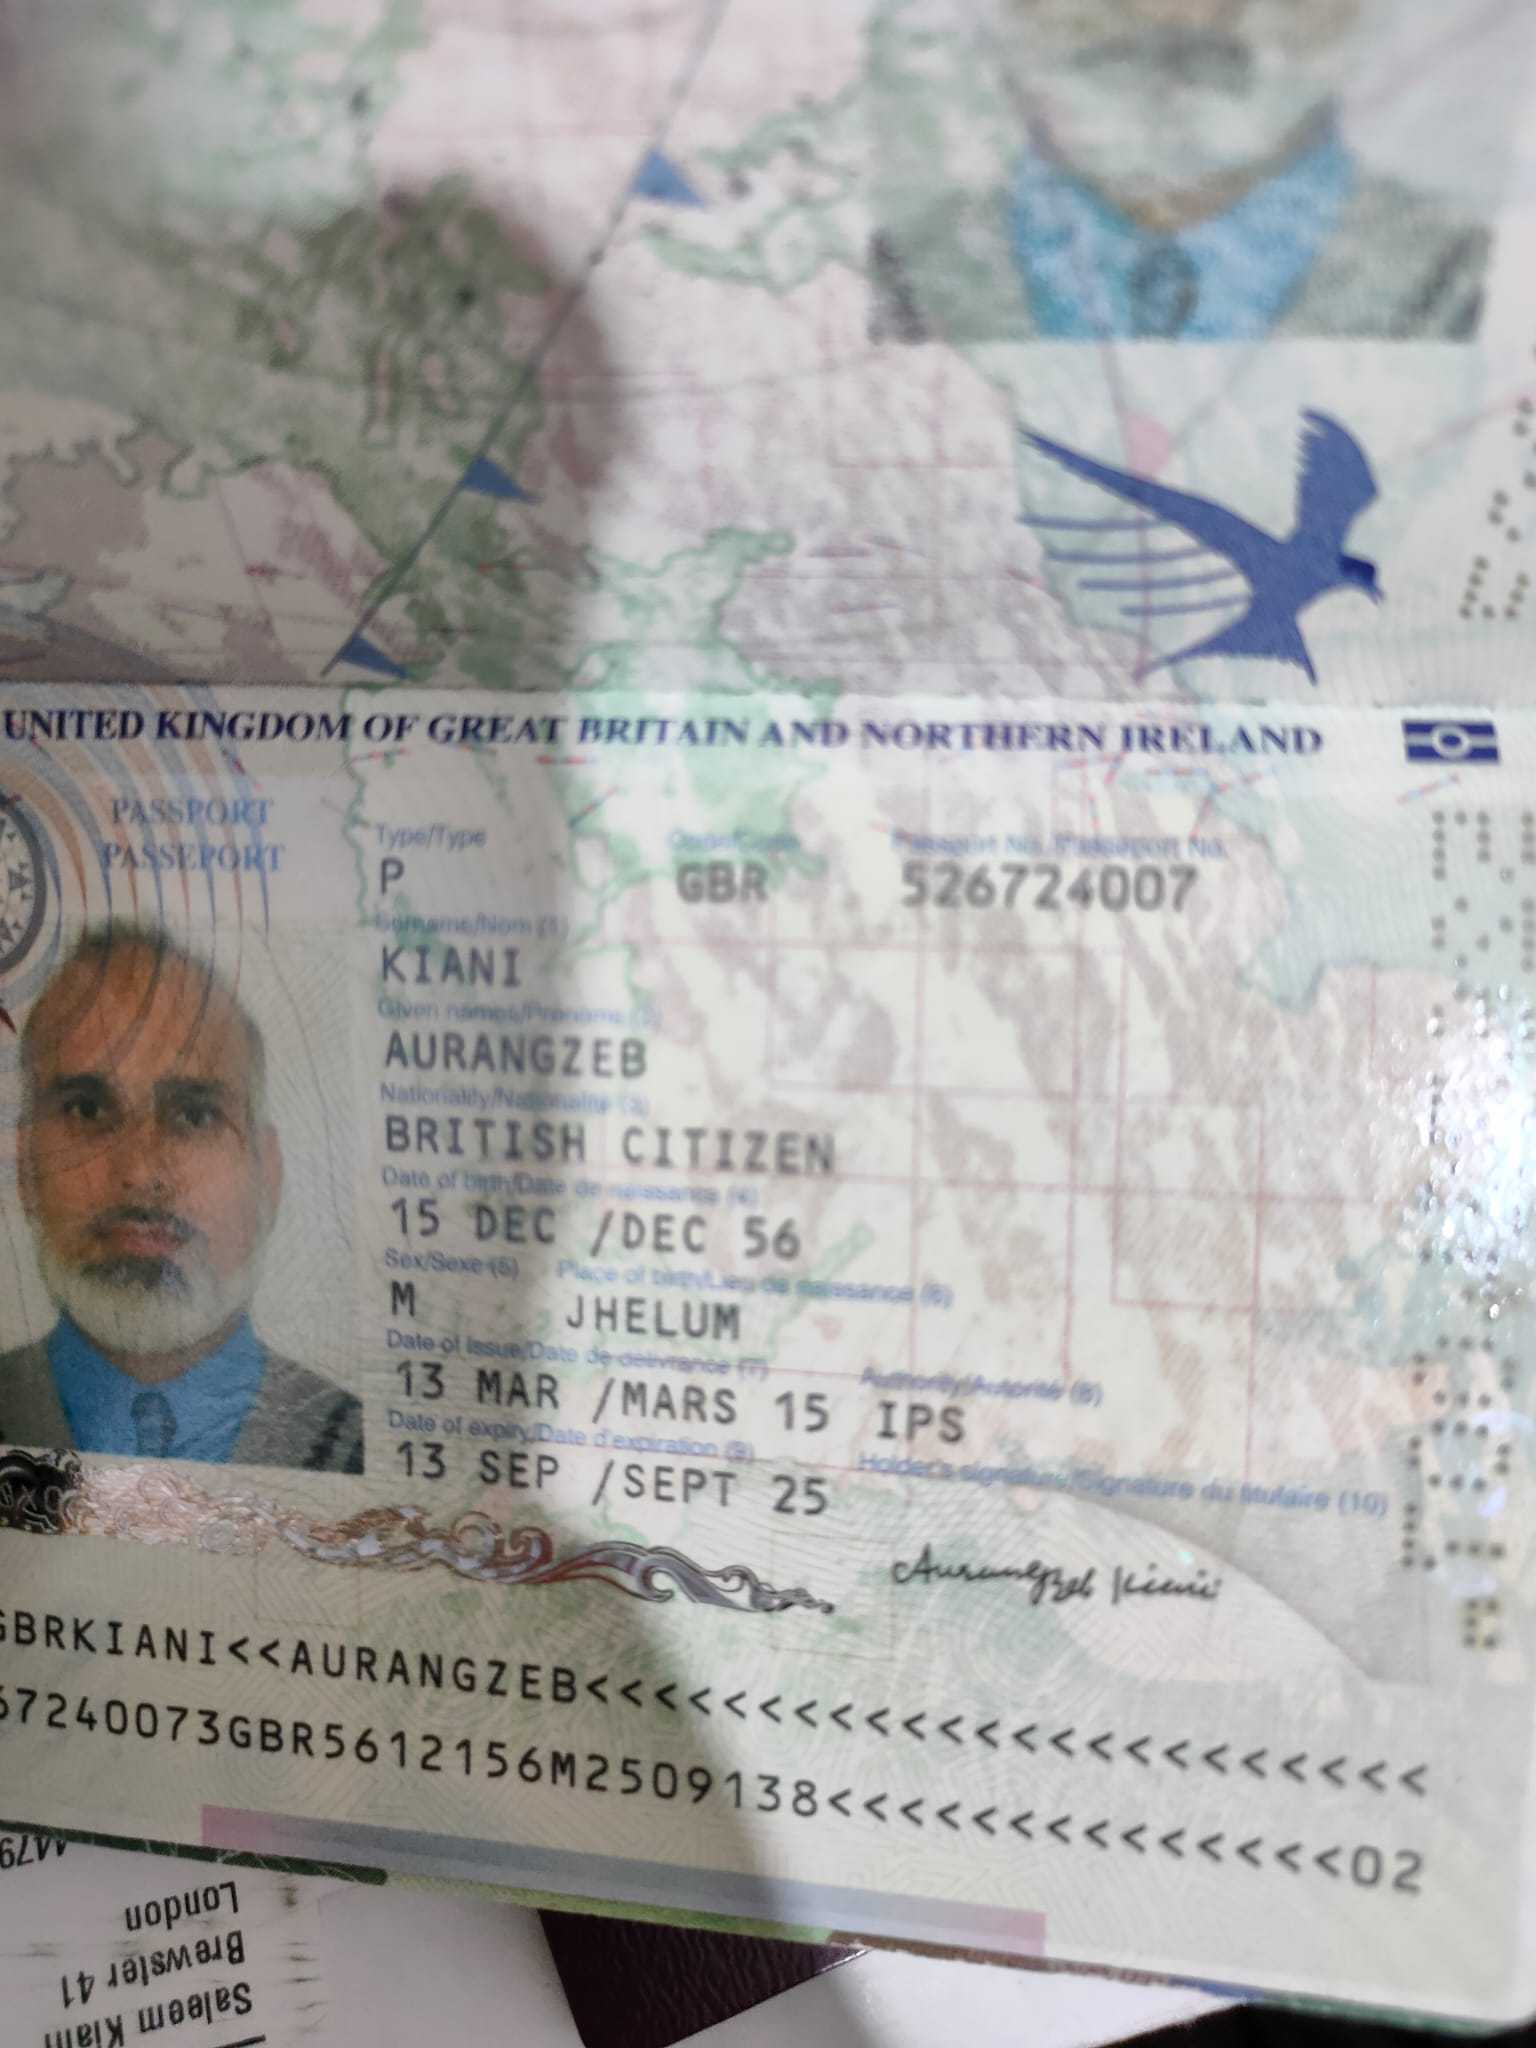 UNITED KINGDOM OF GREAT BRITAIN AND NORTHERN IRELAND
PASSPORT
PASSEPORT
Type/Type
P
Code/Code
GBR
Passport No./Passeport No.
526724007
Surname/Nom (1)
KIANI
Given names/Prénoms (2)
AURANGZEB
Nationality/Nationalité (3)
BRITISH CITIZEN
Date of birth/Date de naissance (4)
15 DEC /DEC 56
Sex/Sexe (5) Place of birth/Lieu de naissance (6)
M JHELUM
Date of issue/Date de délivrance (7) Authority/Autorité (8)
13 MAR /MARS 15 IPS
Date of expiry/Date d'expiration (9) Holder's signature/Signature du titulaire (10)
13 SEP /SEPT 25
Aurangzeb Kiani
GBRKIANI<<AURANGZEB<<<<<<<<<<<<<<<<<<<<<<
67240073GBR5612156M2509138<<<<<<<<<<<<<<02
Saleem Kiani
Brewster 41
London